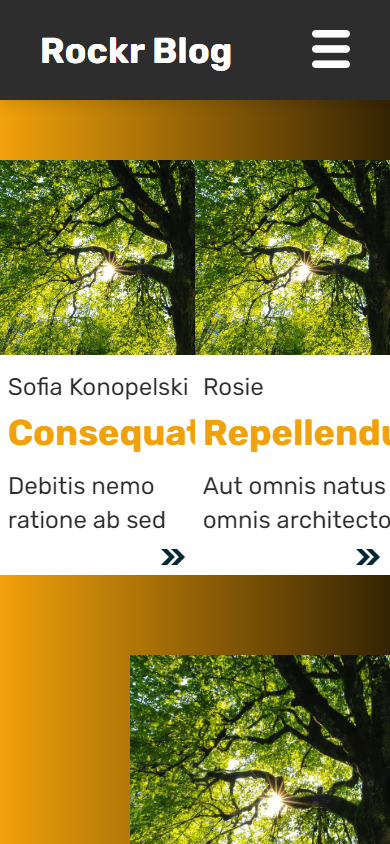 Rockr Blog
Sofia Konopelski
Consequat
Debitis nemo
ratione ab sed
Rosie
Repellendu
Aut omnis natus
omnis architecto